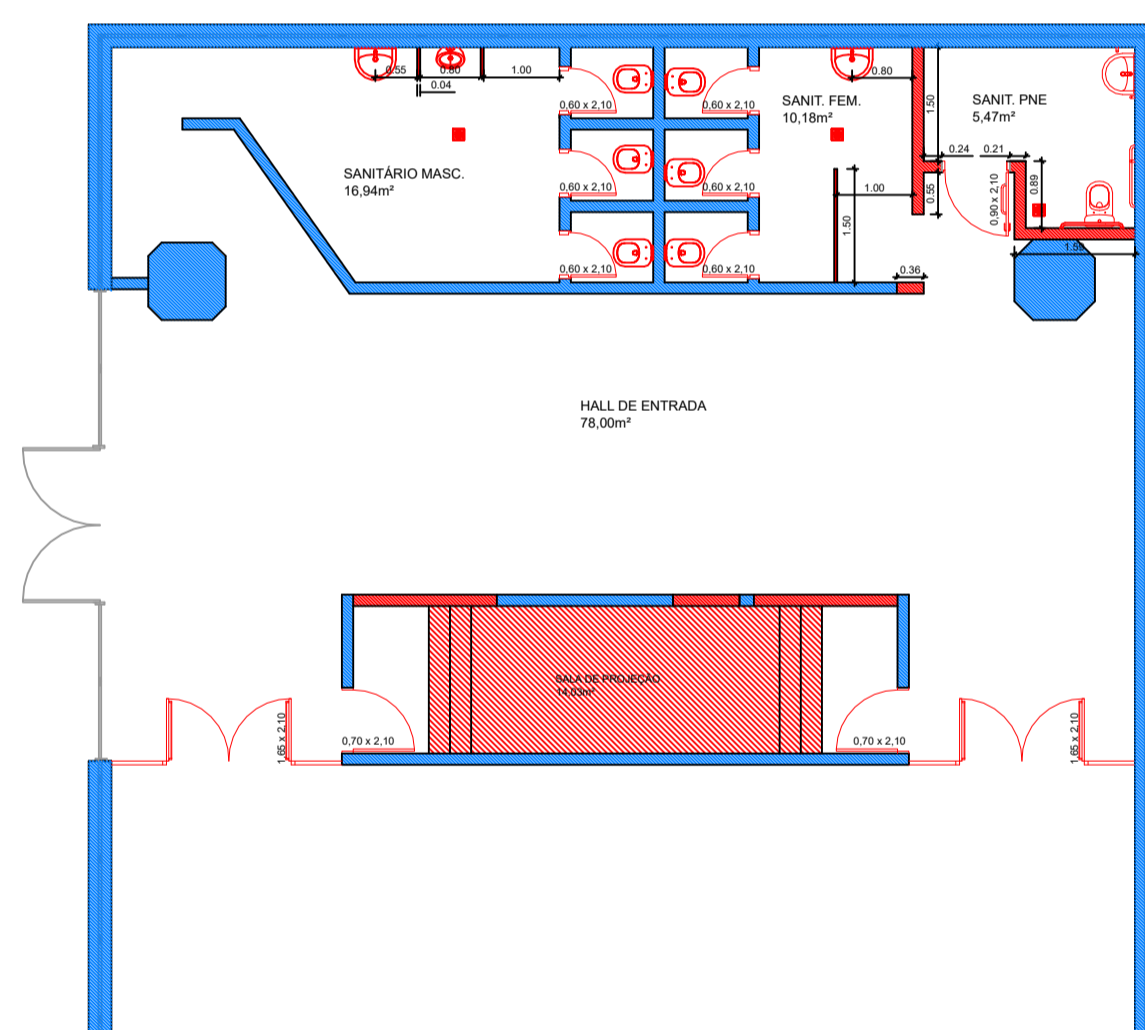 0.55
0.80
1.00
0.04
0.80
0,60 x 2,10
0,60 x 2,10
SANIT. FEM.
10,18m²
1.50
SANIT. PNE
5,47m²
0.24
0.21
SANITÁRIO MASC.
16,94m²
0,60 x 2,10
0,60 x 2,10
1.00
0.55
0,90 x 2,10
0.89
1.50
1.59
0,60 x 2,10
0,60 x 2,10
0.36
HALL DE ENTRADA
78,00m²
SALA DE PROJEÇÃO
14,03m²
1,65 x 2,10
0,70 x 2,10
0,70 x 2,10
1,65 x 2,10